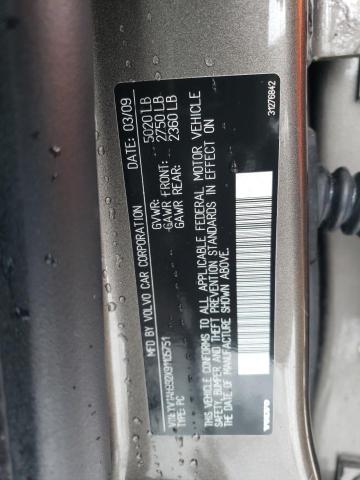 MFD BY VOLVO CAR CORPORATION
DATE: 03/09
GVWR: 5020 LB
GAWR FRONT: 2750 LB
GAWR REAR: 2360 LB
TYPE: PC
THIS VEHICLE CONFORMS TO ALL APPLICABLE FEDERAL MOTOR VEHICLE
SAFETY, BUMPER AND THEFT PREVENTION STANDARDS IN EFFECT ON
THE DATE OF MANUFACTURE SHOWN ABOVE.
VOLVO
31276842